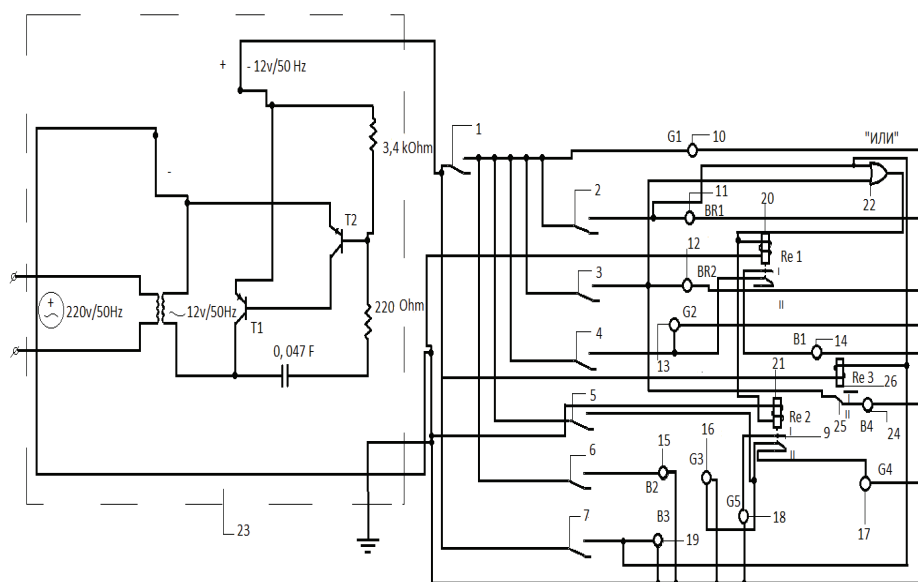 +
- 12v/50 Hz
1
G1
10
"ИЛИ"
3,4 kOhm
2
11
20
22
-
BR1
T2
12
Re 1
3
BR2
I
+
220v/50Hz
12v/50Hz
220 Ohm
II
T1
G2
4
B1
14
0, 047 F
13
21
Re 3
26
5
16
Re 2
I
II
25
B4
24
6
15
G3
I
9
II
B2
G5
G4
7
B3
18
17
19
23